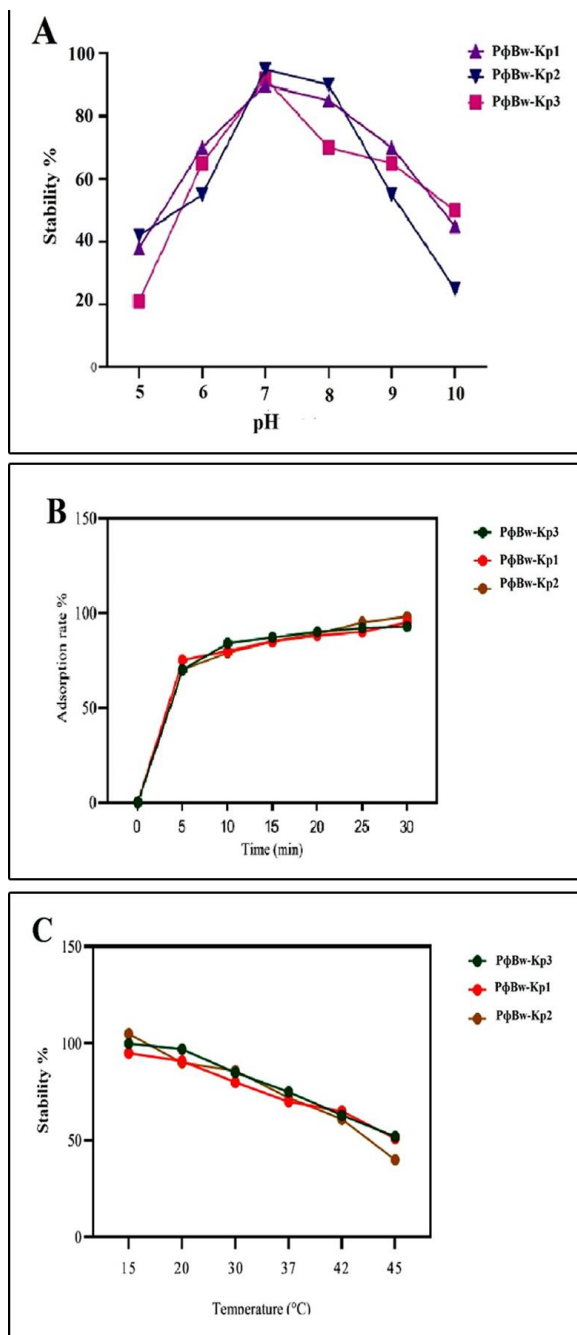 A
PφBw-Kp1
PφBw-Kp2
PφBw-Kp3
Stability %
100
80
60
40
20
0
5 6 7 8 9 10
pH
B
PφBw-Kp3
PφBw-Kp1
PφBw-Kp2
Adsorption rate %
150
100
50
0
0 5 10 15 20 25 30
Time (min)
C
PφBw-Kp3
PφBw-Kp1
PφBw-Kp2
Stability %
150
100
50
0
15 20 30 37 42 45
Temperature (°C)